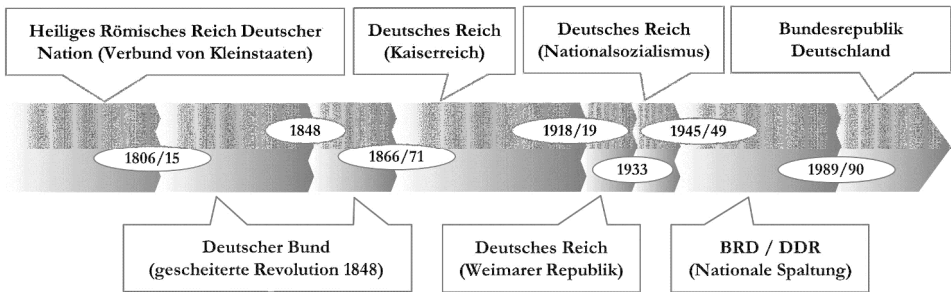 Heiliges Römisches Reich Deutscher
Nation (Verbund von Kleinstaaten)
Deutsches Reich
(Kaiserreich)
Deutsches Reich
(Nationalsozialismus)
Bundesrepublik
Deutschland
1806/15
1848
1866/71
1918/19
1933
1945/49
1989/90
Deutscher Bund
(gescheiterte Revolution 1848)
Deutsches Reich
(Weimarer Republik)
BRD / DDR
(Nationale Spaltung)